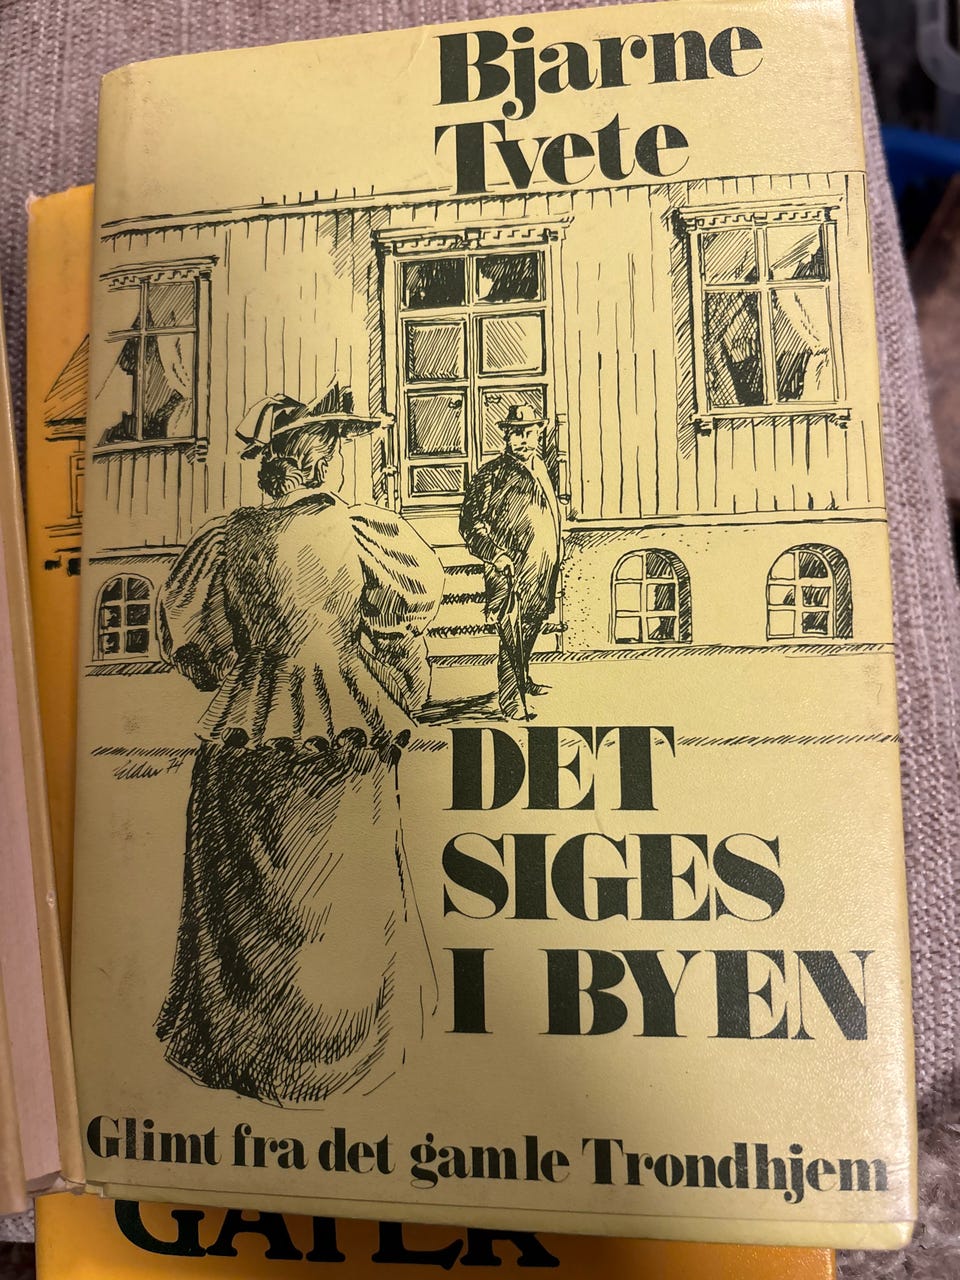 Bjarne
Tvete
DET
SIGES
I BYEN
Glimt fra det gamle Trondhjem